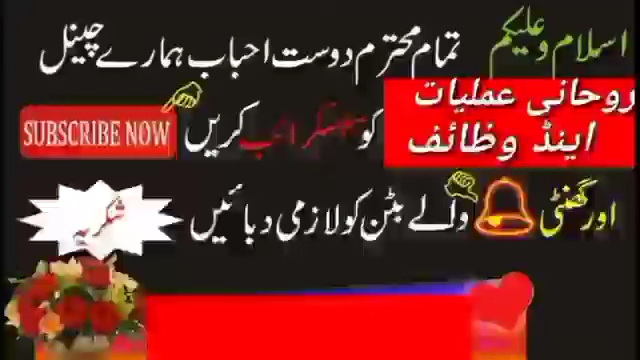 اسلام و علیکم تمام محترم دوست احباب ہمارے چینل
روحانی عملیات
اینڈ وظائف
کو سبسکرائب کریں SUBSCRIBE NOW
اور گھنٹی والے بٹن کو لازمی دبائیں شکریہ